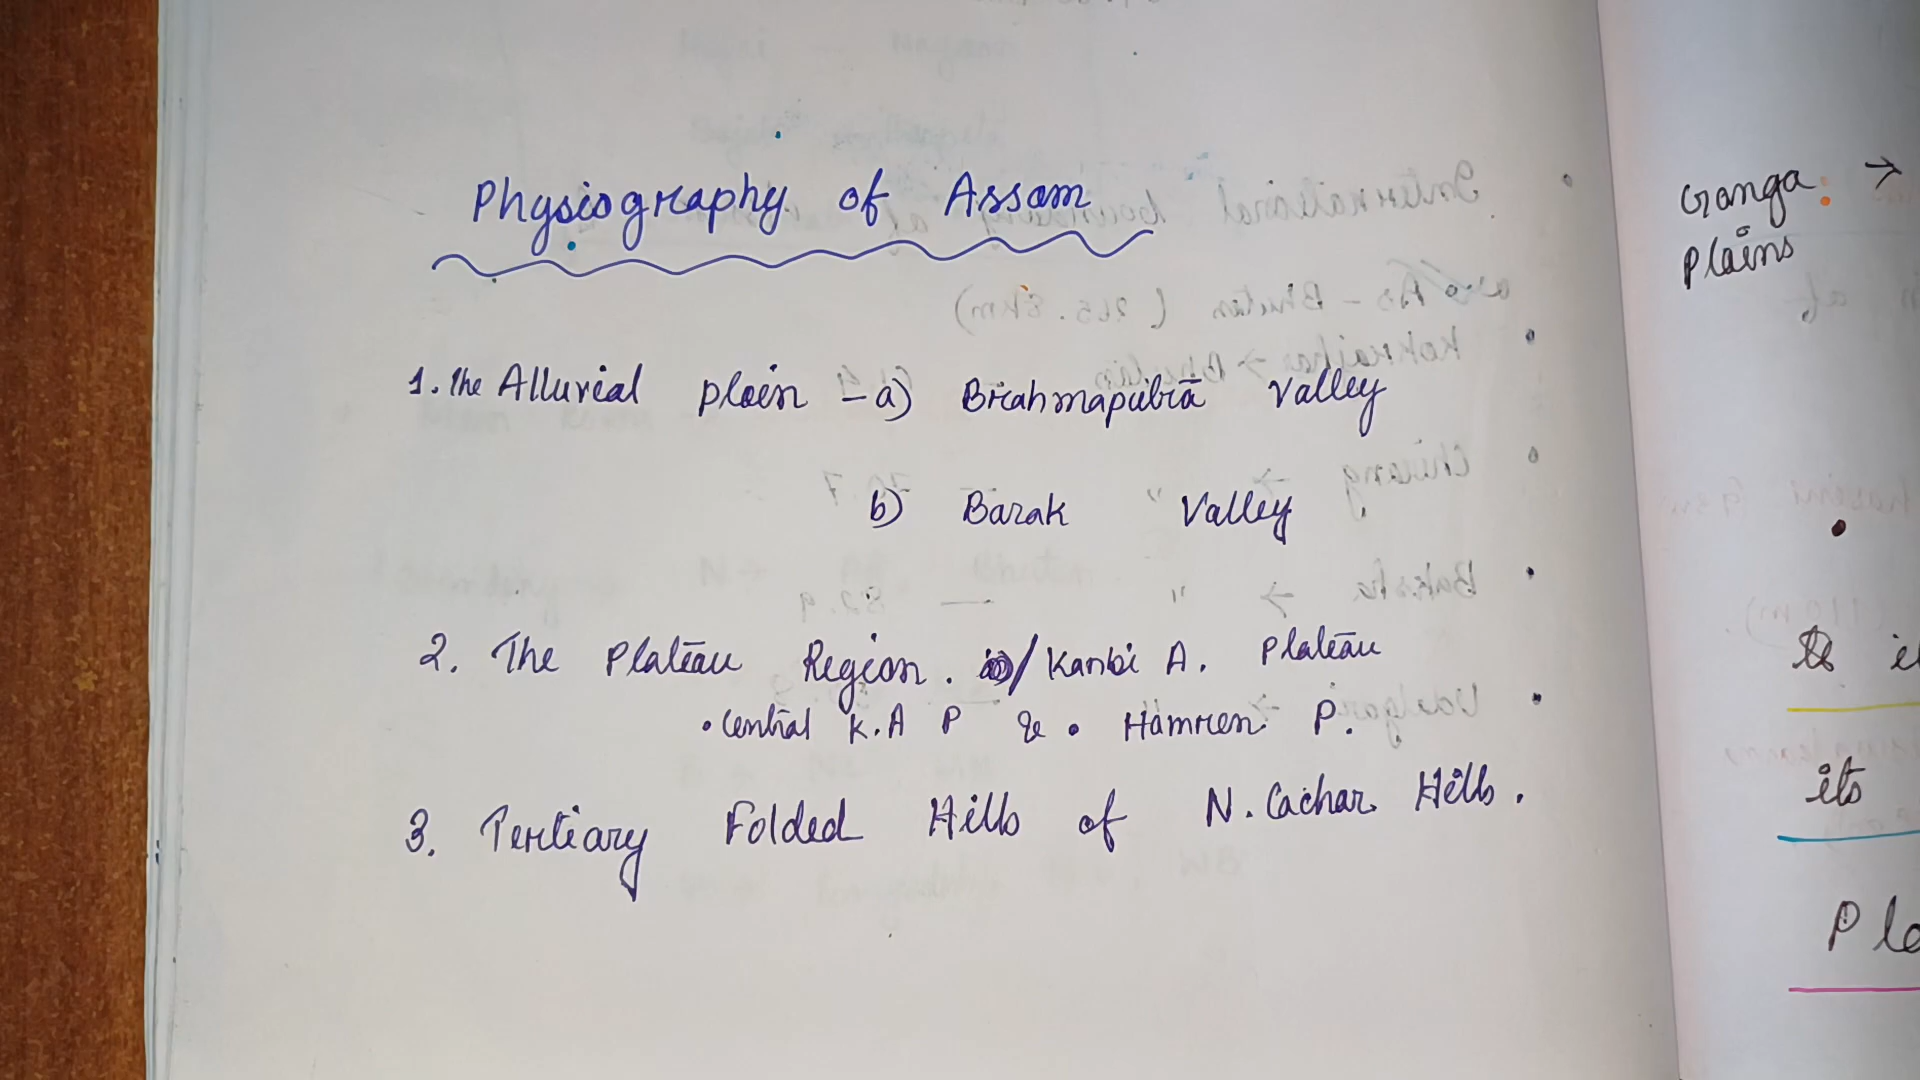 Physiography of Assam
1. The Alluvial plain - a) Brahmaputra Valley
b) Barak " Valley
2. The Plateau Region. / Karbi A. Plateau
• Central K.A P & • Hamren P.
3. Tertiary Folded Hills of N. Cachar Hills.
Ganga: →
Plains
its